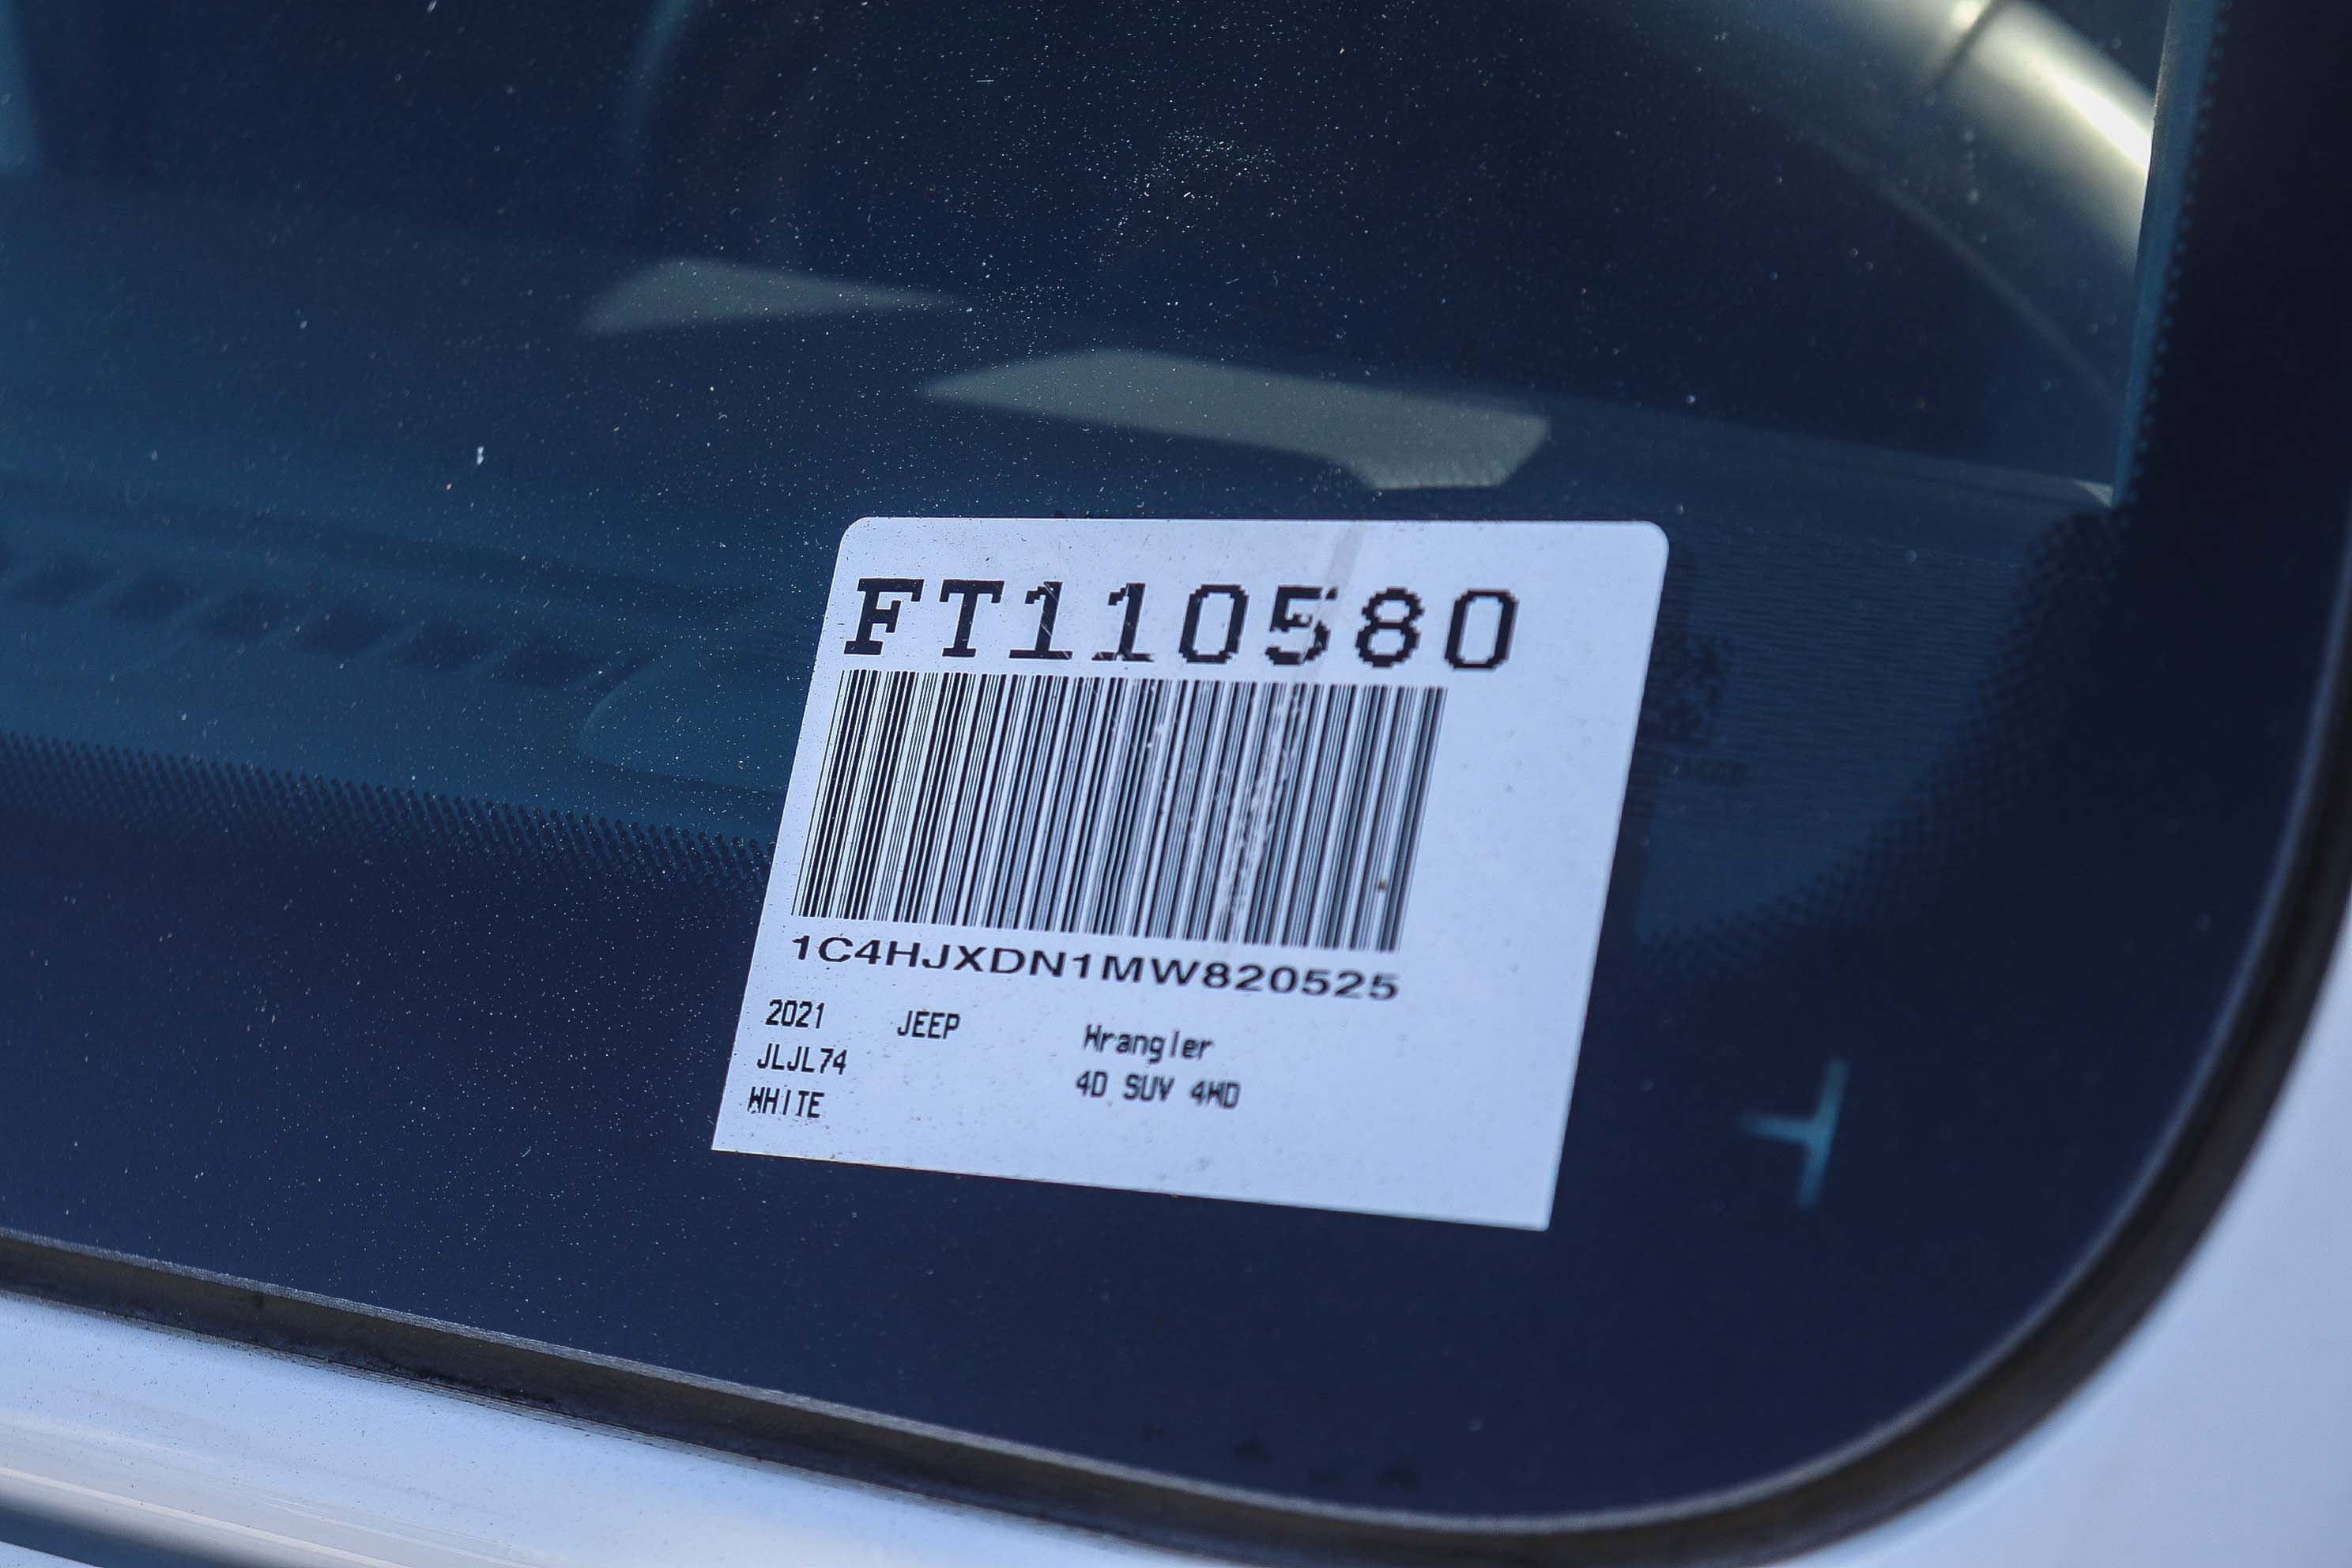 FT110580
1C4HJXDN1MW820525
2021 JEEP Wrangler
JLJL74 4D SUV 4WD
WHITE